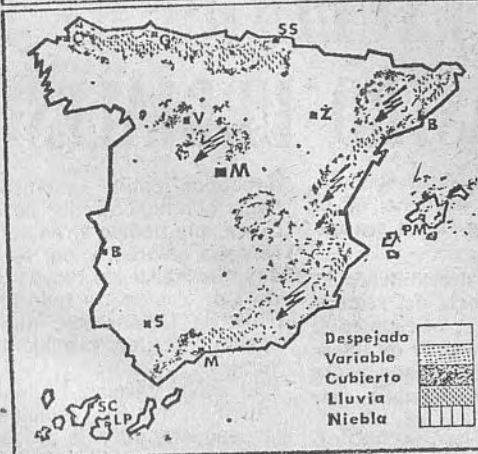 C G SS
V Z B
M
PM
B
S
M
SC
LP
Despejado
Variable
Cubierto
Lluvia
Niebla